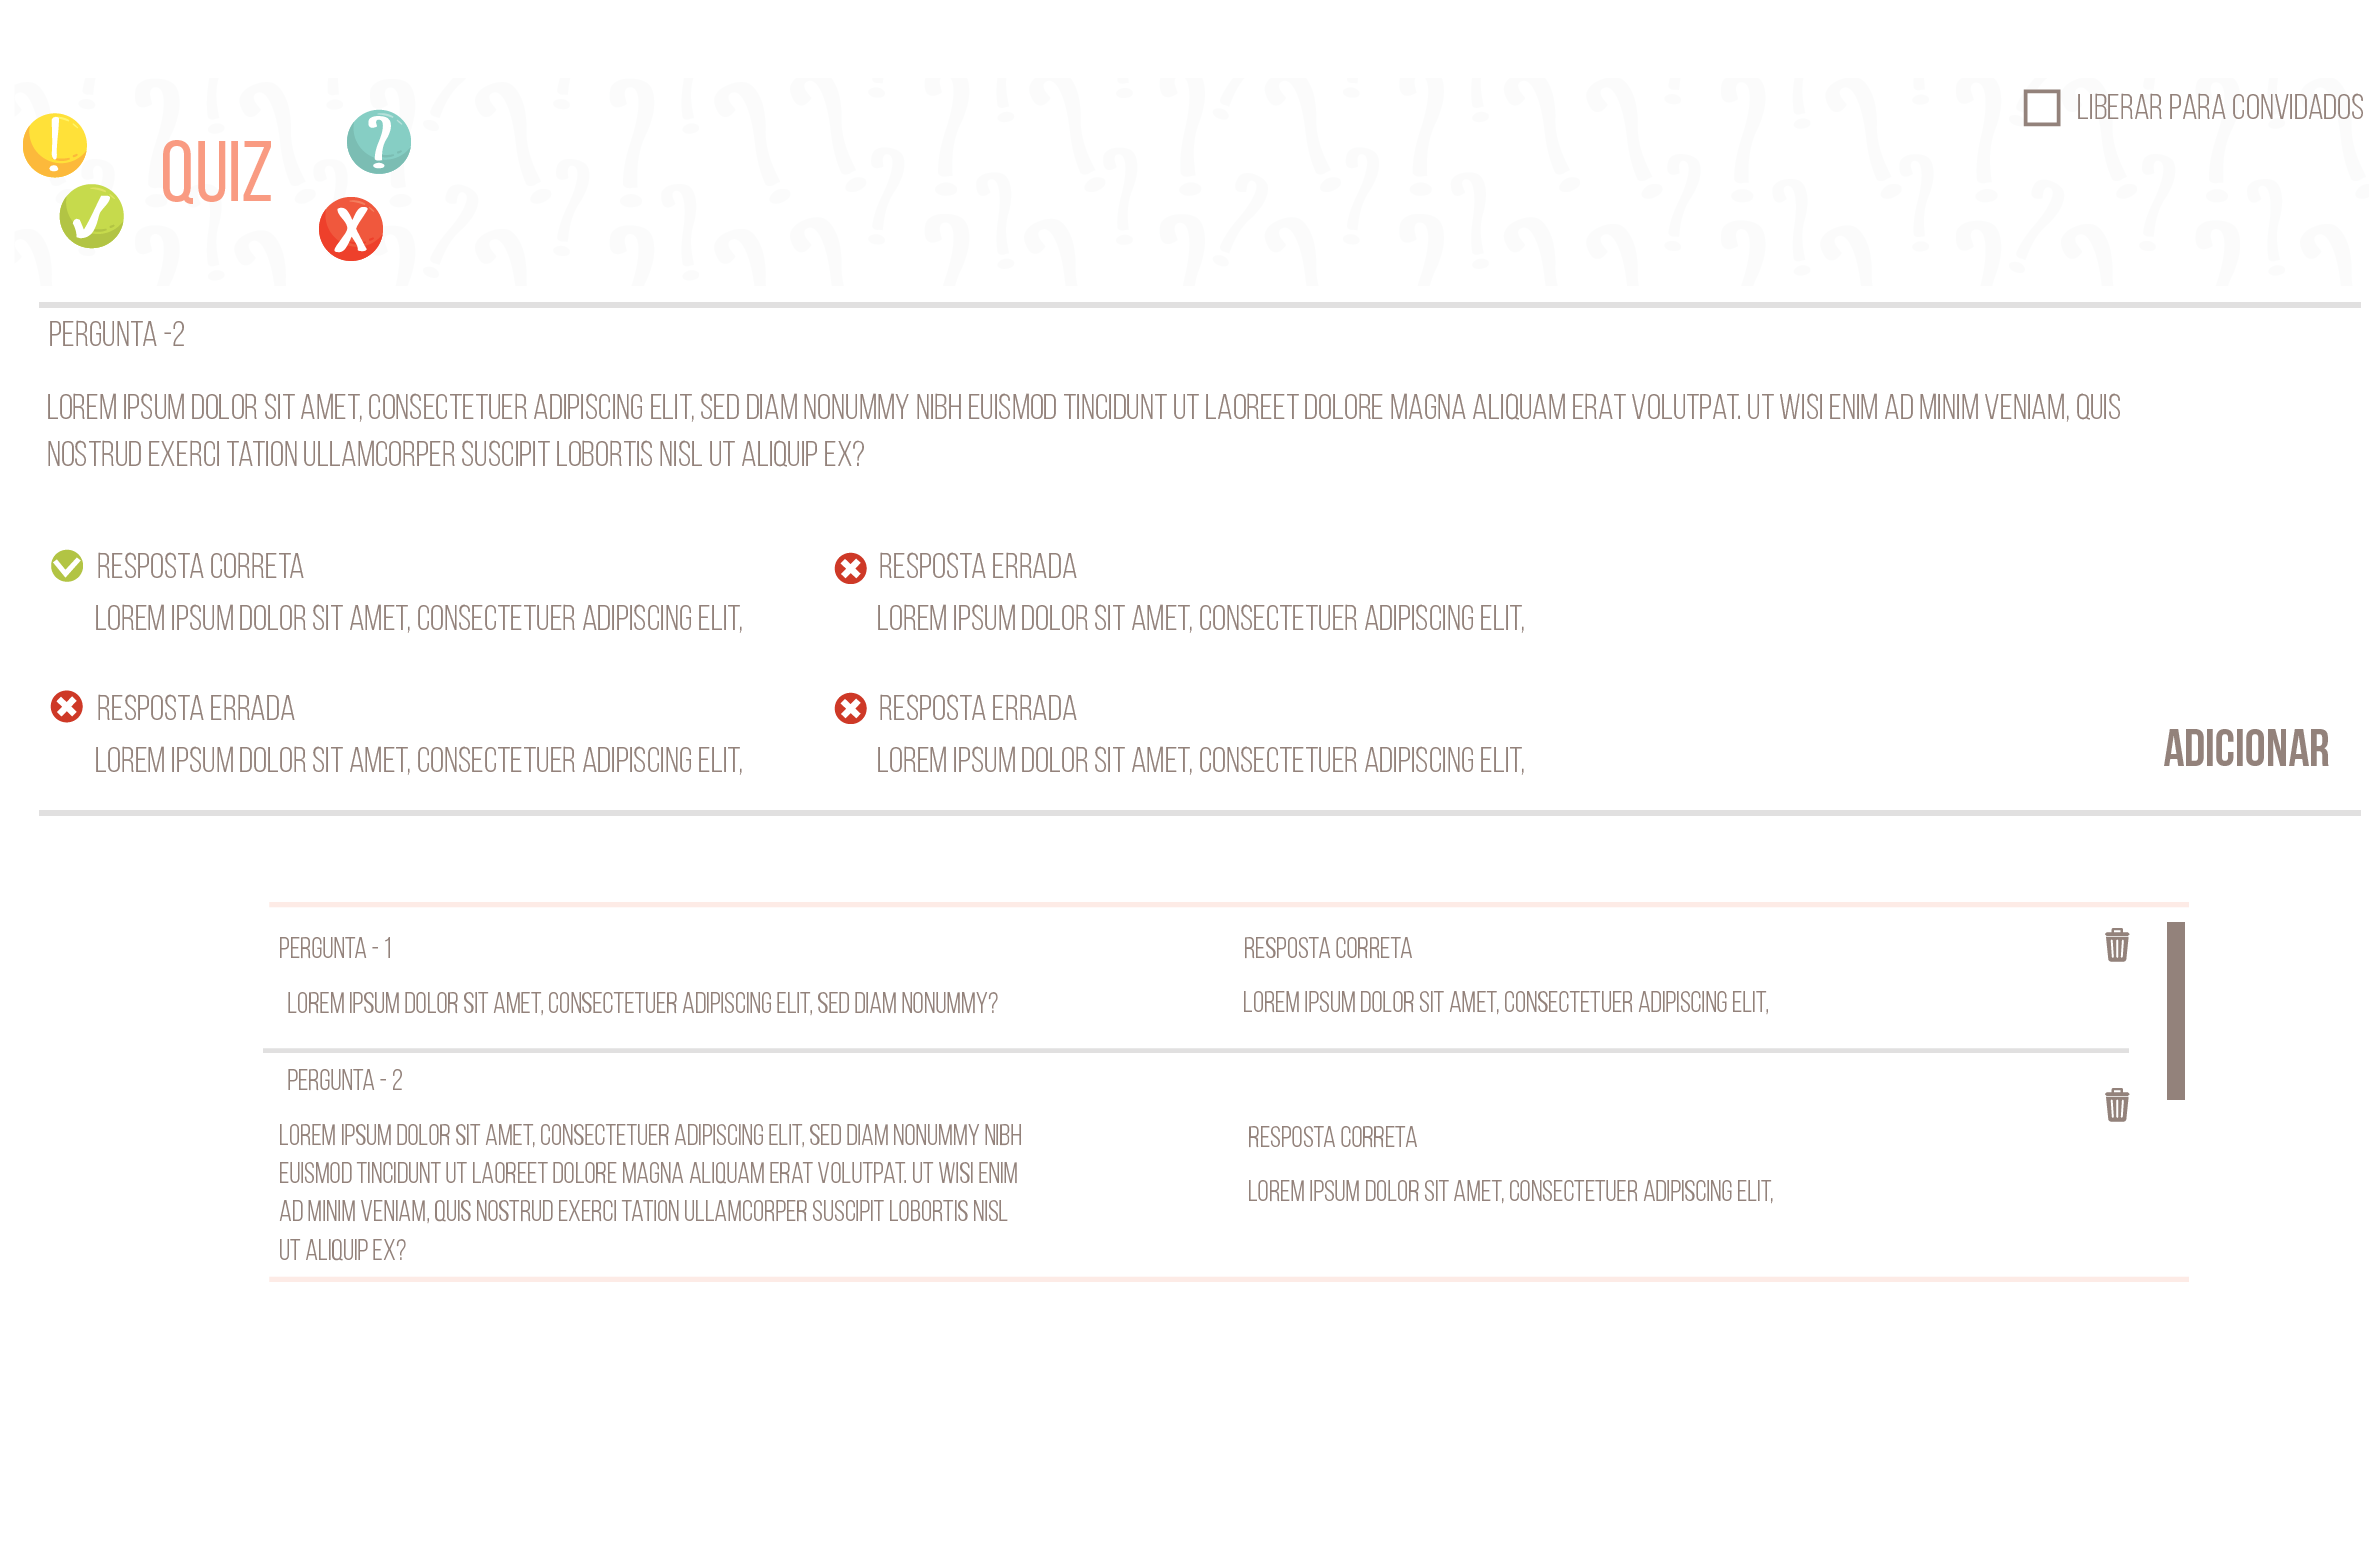 LIBERAR PARA CONVIDADOS
QUIZ
PERGUNTA -2
LOREM IPSUM DOLOR SIT AMET, CONSECTETUER ADIPISCING ELIT, SED DIAM NONUMMY NIBH EUISMOD TINCIDUNT UT LAOREET DOLORE MAGNA ALIQUAM ERAT VOLUTPAT. UT WISI ENIM AD MINIM VENIAM, QUIS
NOSTRUD EXERCI TATION ULLAMCORPER SUSCIPIT LOBORTIS NISL UT ALIQUIP EX?
RESPOSTA CORRETA
LOREM IPSUM DOLOR SIT AMET, CONSECTETUER ADIPISCING ELIT,
RESPOSTA ERRADA
LOREM IPSUM DOLOR SIT AMET, CONSECTETUER ADIPISCING ELIT,
RESPOSTA ERRADA
LOREM IPSUM DOLOR SIT AMET, CONSECTETUER ADIPISCING ELIT,
RESPOSTA ERRADA
LOREM IPSUM DOLOR SIT AMET, CONSECTETUER ADIPISCING ELIT,
ADICIONAR
PERGUNTA - 1
LOREM IPSUM DOLOR SIT AMET, CONSECTETUER ADIPISCING ELIT, SED DIAM NONUMMY?
RESPOSTA CORRETA
LOREM IPSUM DOLOR SIT AMET, CONSECTETUER ADIPISCING ELIT,
PERGUNTA - 2
LOREM IPSUM DOLOR SIT AMET, CONSECTETUER ADIPISCING ELIT, SED DIAM NONUMMY NIBH
EUISMOD TINCIDUNT UT LAOREET DOLORE MAGNA ALIQUAM ERAT VOLUTPAT. UT WISI ENIM
AD MINIM VENIAM, QUIS NOSTRUD EXERCI TATION ULLAMCORPER SUSCIPIT LOBORTIS NISL
UT ALIQUIP EX?
RESPOSTA CORRETA
LOREM IPSUM DOLOR SIT AMET, CONSECTETUER ADIPISCING ELIT,